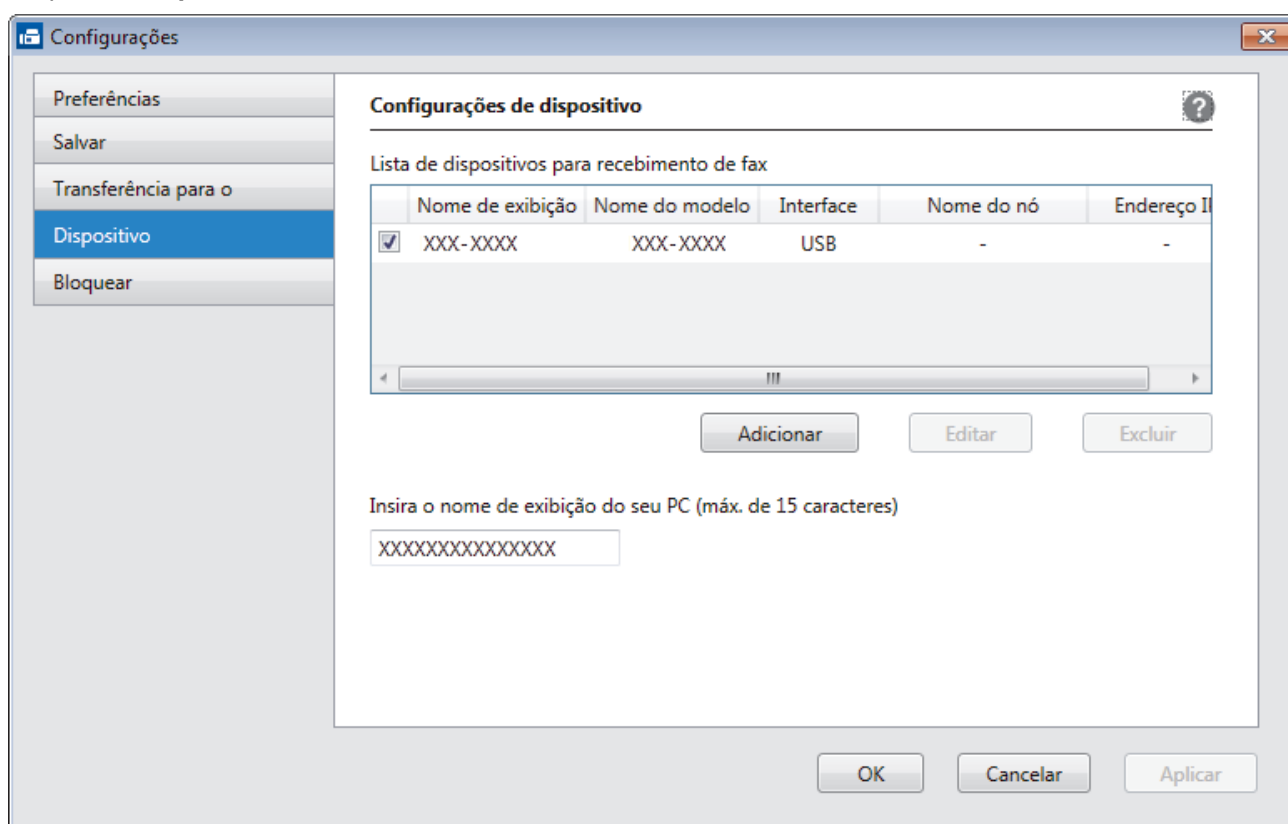 Configurações
Preferências
Salvar
Transferência para o
Dispositivo
Bloquear
Configurações de dispositivo
?
Lista de dispositivos para recebimento de fax
Nome de exibição Nome do modelo Interface Nome do nó Endereço I
XXX-XXXX XXX-XXXX USB - -
Adicionar Editar Excluir
Insira o nome de exibição do seu PC (máx. de 15 caracteres)
XXXXXXXXXXXXXXX
OK Cancelar Aplicar